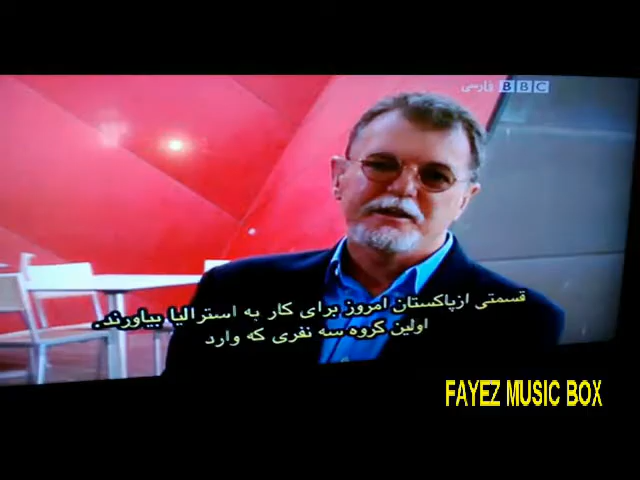 BBC فارسی
قسمتی ازپاکستان امروز برای کار به استرالیا بیاورند.
اولین گروه سه نفری که وارد
FAYEZ MUSIC BOX